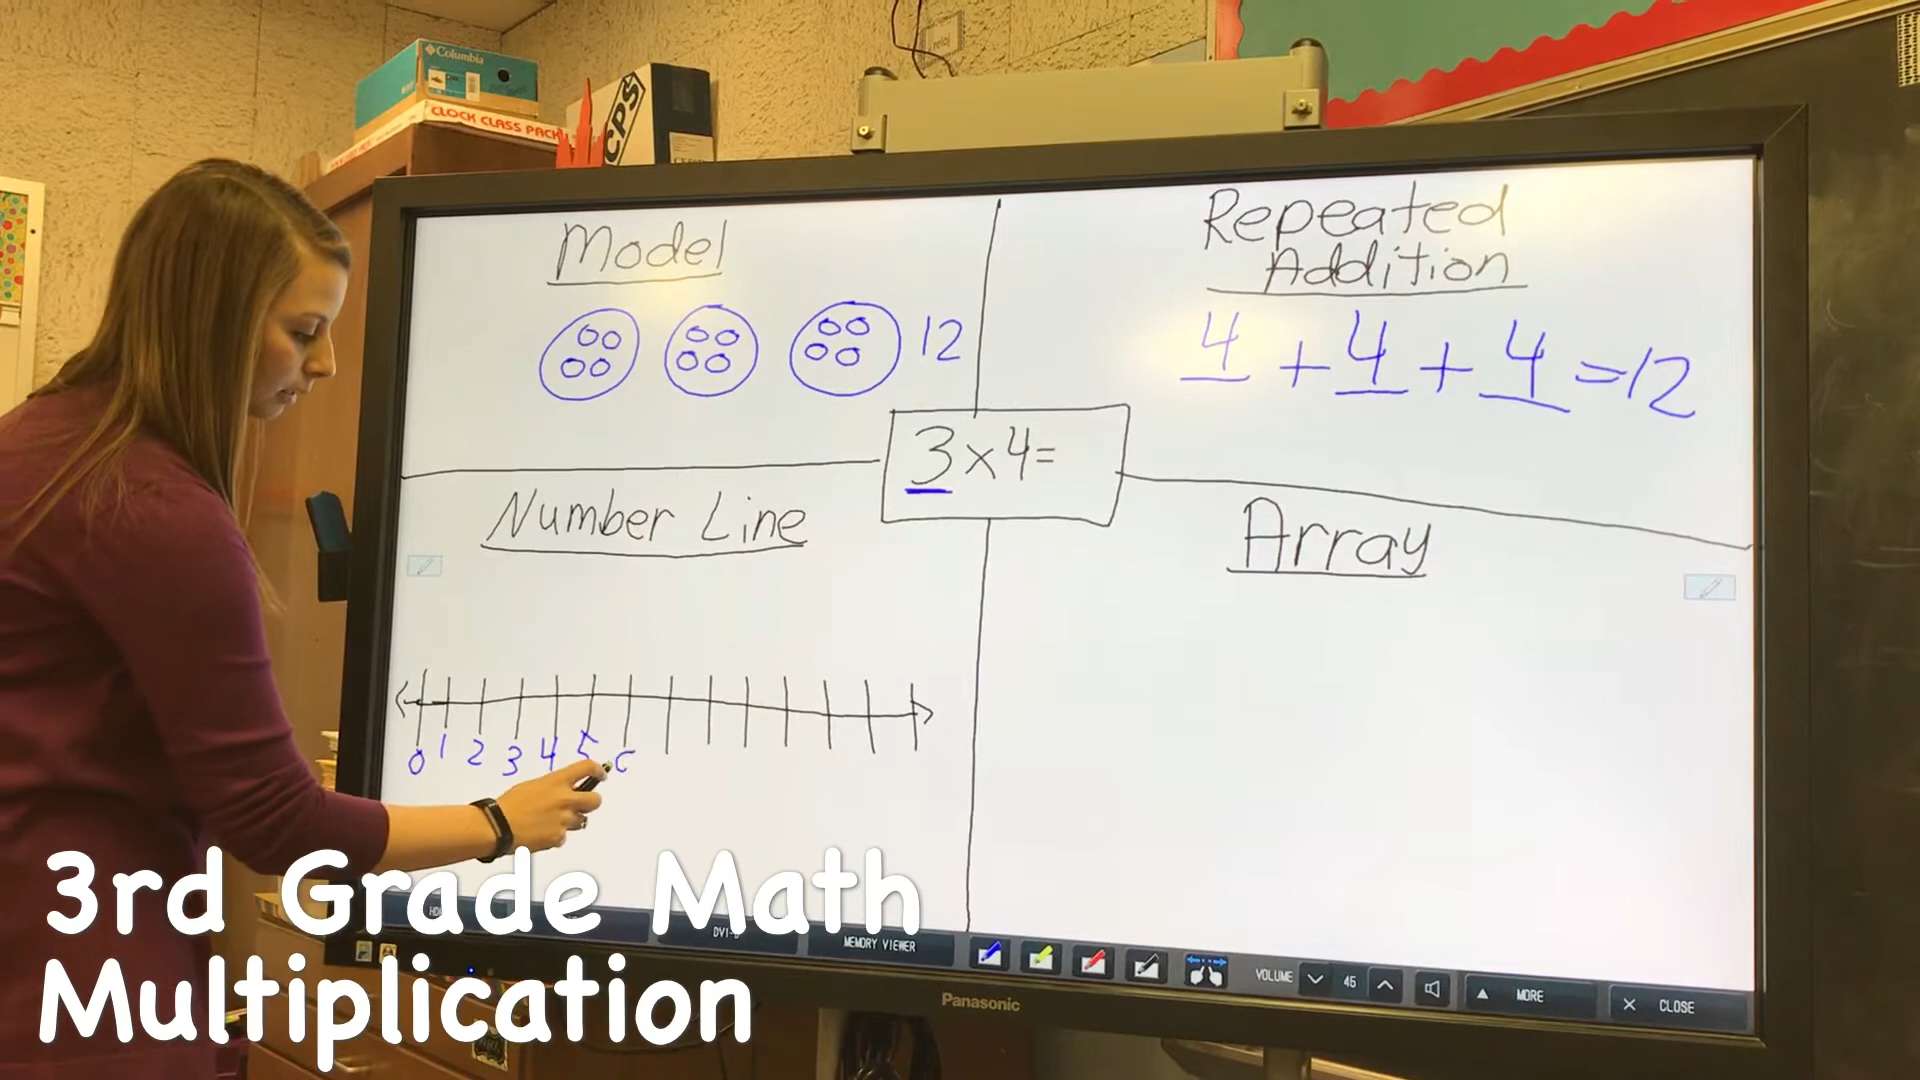 Columbia
CLOCK CLASS PACK
CPS
Model
12
Repeated
Addition
4 + 4 + 4 = 12
3 x 4 =
Number Line
Array
0 1 2 3 4 5
3rd Grade Math
Multiplication
MEMORY VIEWER
VOLUME
45
MORE
CLOSE
Panasonic